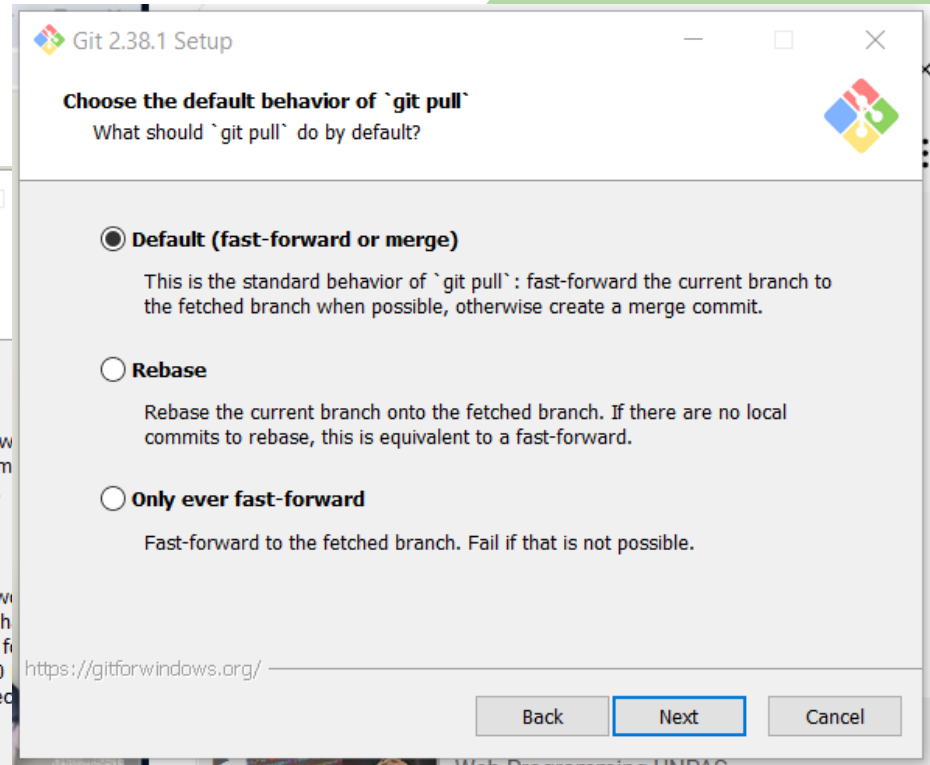 Git 2.38.1 Setup
Choose the default behavior of `git pull`
What should `git pull` do by default?
Default (fast-forward or merge)
This is the standard behavior of `git pull`: fast-forward the current branch to
the fetched branch when possible, otherwise create a merge commit.
Rebase
Rebase the current branch onto the fetched branch. If there are no local
commits to rebase, this is equivalent to a fast-forward.
Only ever fast-forward
Fast-forward to the fetched branch. Fail if that is not possible.
https://gitforwindows.org/
Back
Next
Cancel
Web Programming UNPAS